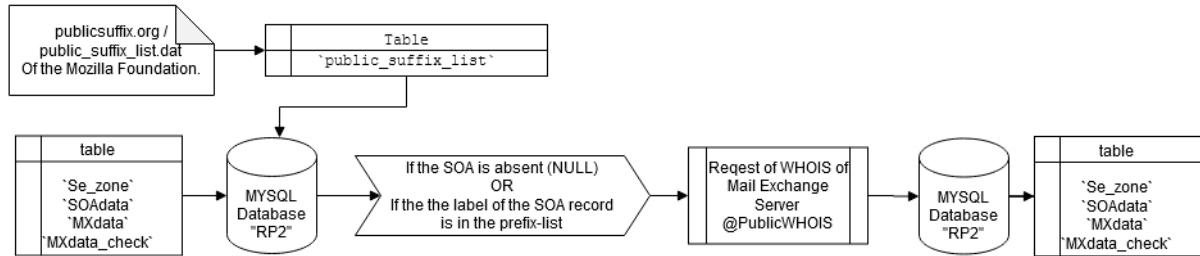 publicsuffix.org /
public_suffix_list.dat
Of the Mozilla Foundation.
Table
`public_suffix_list`
table
`Se_zone`
`SOAdata`
`MXdata`
`MXdata_check`
MYSQL
Database
"RP2"
If the SOA is absent (NULL)
OR
If the the label of the SOA record
is in the prefix-list
Reqest of WHOIS of
Mail Exchange
Server
@PublicWHOIS
MYSQL
Database
"RP2"
table
`Se_zone`
`SOAdata`
`MXdata`
`MXdata_check`